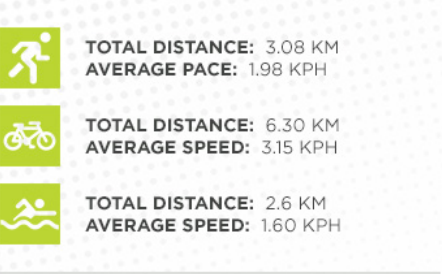 TOTAL DISTANCE: 3.08 KM
AVERAGE PACE: 1.98 KPH
TOTAL DISTANCE: 6.30 KM
AVERAGE SPEED: 3.15 KPH
TOTAL DISTANCE: 2.6 KM
AVERAGE SPEED: 1.60 KPH